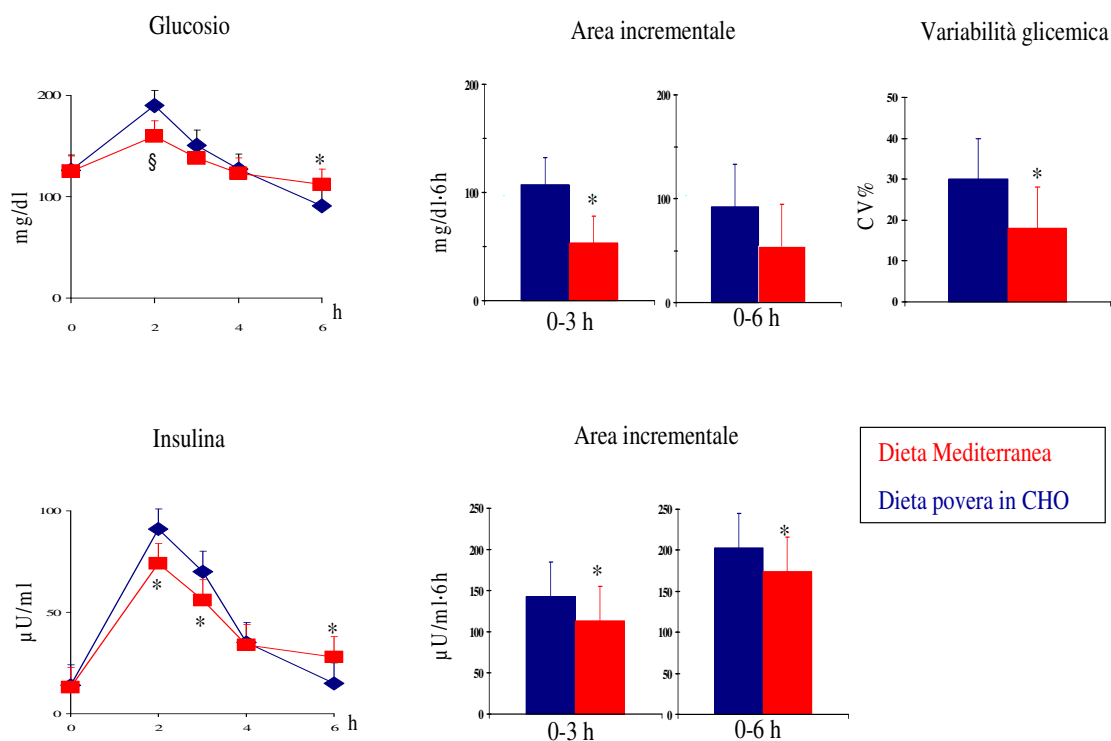 Glucosio
Area incrementale
Variabilità glicemica
mg/dl
200
100
0
§
*
0
2
4
6
h
mg/dl·6h
200
100
0
*
0-3 h
200
100
0
0-6 h
CV%
50
40
30
20
10
0
*
Insulina
Area incrementale
µU/ml
100
50
0
*
*
*
0
2
4
6
h
µU/ml·6h
250
200
150
100
50
0
*
0-3 h
250
200
150
100
50
0
*
0-6 h
Dieta Mediterranea
Dieta povera in CHO